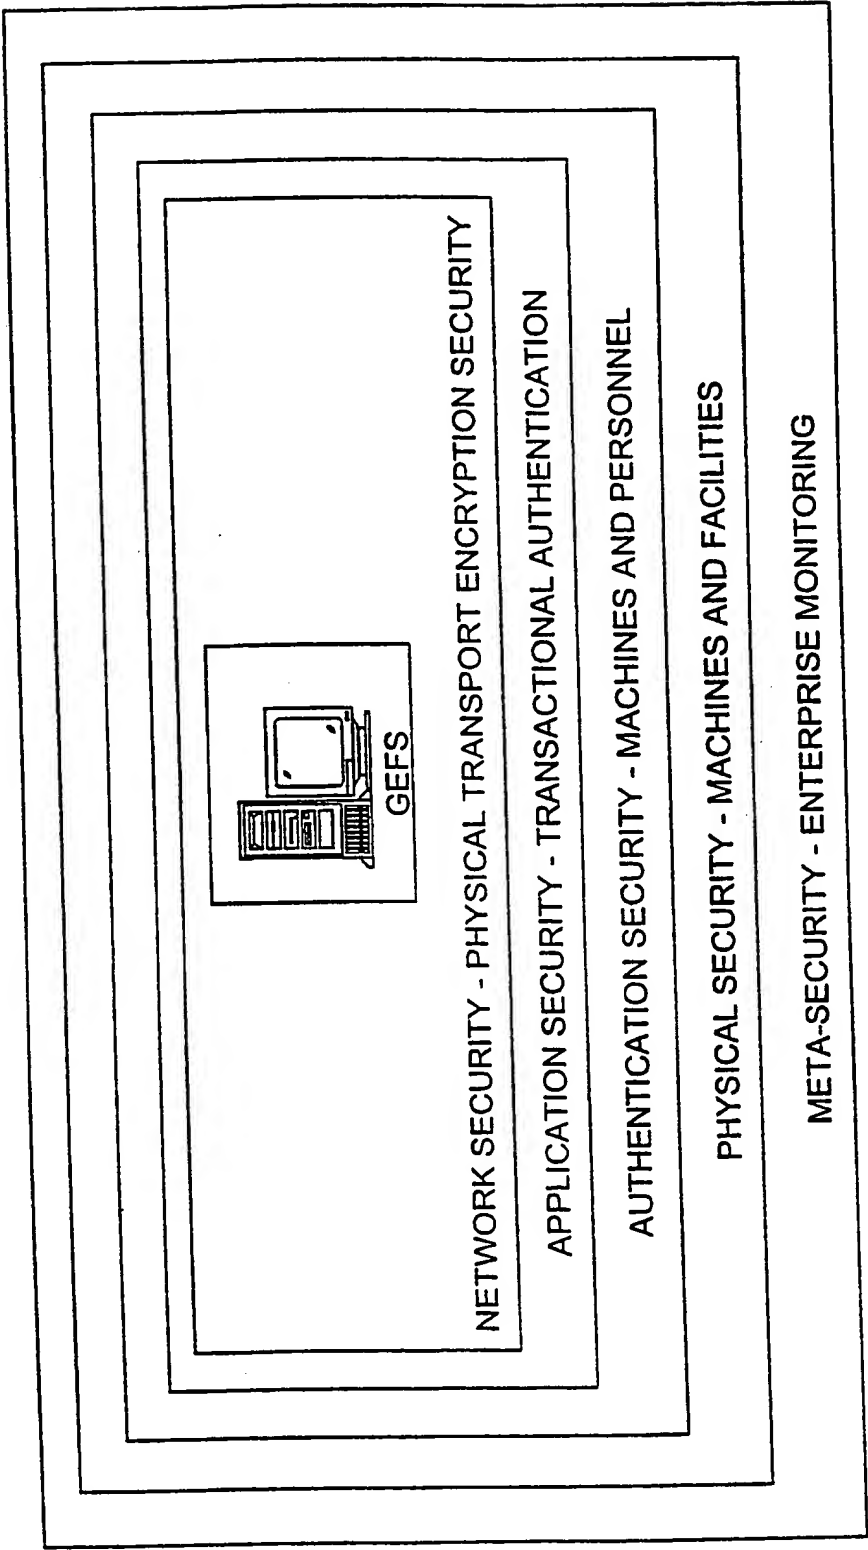 GEFS
NETWORK SECURITY - PHYSICAL TRANSPORT ENCRYPTION SECURITY
APPLICATION SECURITY - TRANSACTIONAL AUTHENTICATION
AUTHENTICATION SECURITY - MACHINES AND PERSONNEL
PHYSICAL SECURITY - MACHINES AND FACILITIES
META-SECURITY - ENTERPRISE MONITORING